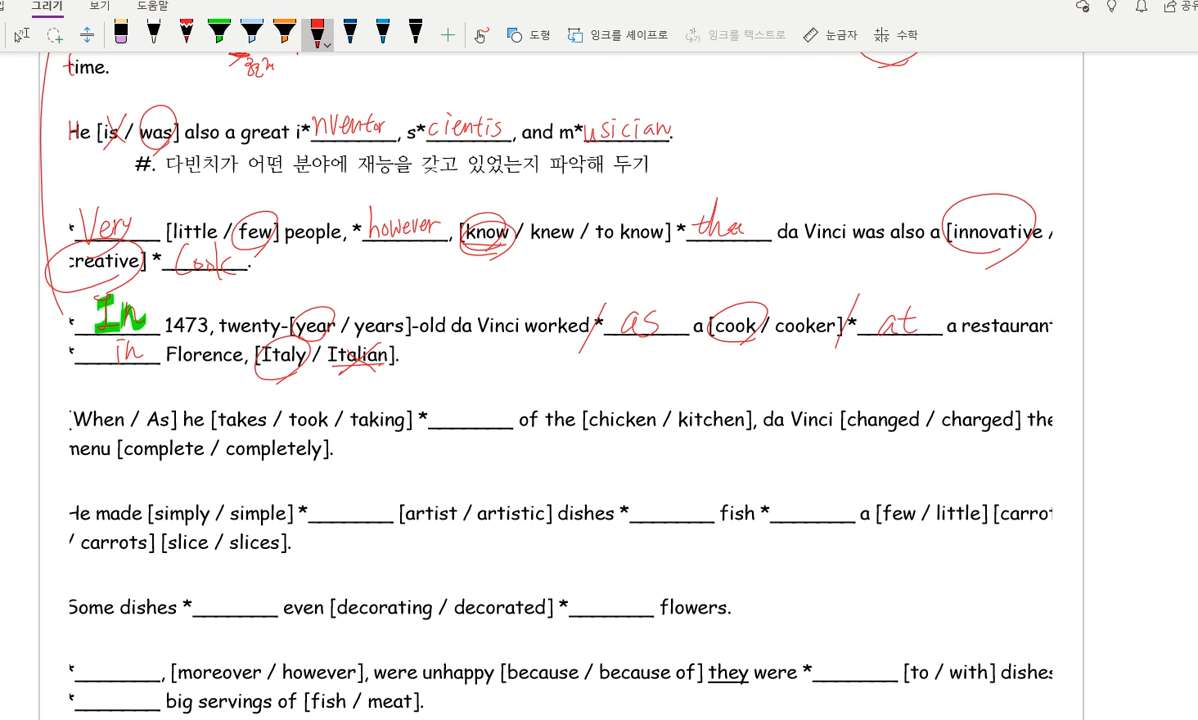 그리기 보기 도움말
도형 잉크를 셰이프로 잉크를 텍스트로 눈금자 수학
time.
He [is / was] also a great i*nventor, s*cientis, and m*usician.
#. 다빈치가 어떤 분야에 재능을 갖고 있었는지 파악해 두기
*Very [little / few] people, *however, [know / knew / to know] *tha da Vinci was also a [innovative /
creative] *Cook.
*In 1473, twenty-[year / years]-old da Vinci worked *as a [cook / cooker] *at a restaurant
*in Florence, [Italy / Italian].
[When / As] he [takes / took / taking] *________ of the [chicken / kitchen], da Vinci [changed / charged] the
menu [complete / completely].
He made [simply / simple] *________ [artist / artistic] dishes *________ fish *________ a [few / little] [carrot
/ carrots] [slice / slices].
Some dishes *________ even [decorating / decorated] *________ flowers.
*________, [moreover / however], were unhappy [because / because of] they were *________ [to / with] dishes
*________ big servings of [fish / meat].